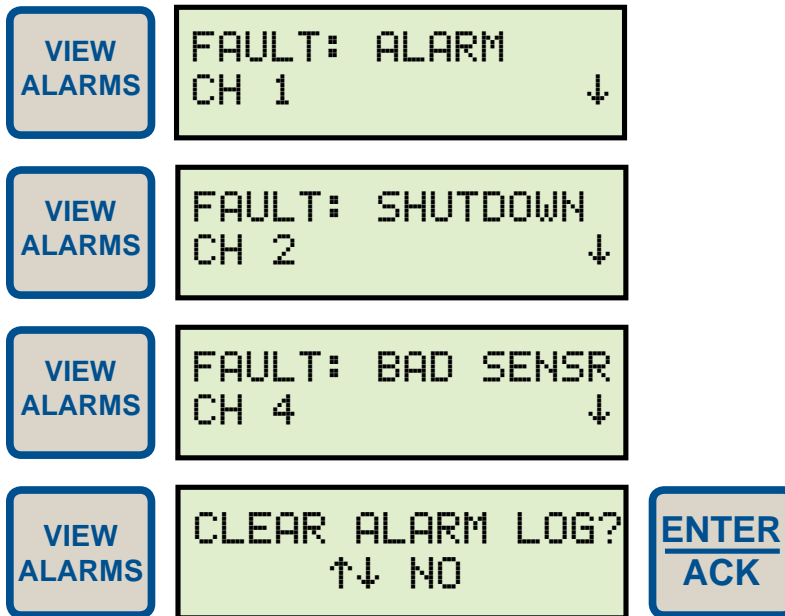 VIEW
ALARMS
FAULT: ALARM
CH 1 ↓
VIEW
ALARMS
FAULT: SHUTDOWN
CH 2 ↓
VIEW
ALARMS
FAULT: BAD SENSR
CH 4 ↓
VIEW
ALARMS
CLEAR ALARM LOG?
↑↓ NO
ENTER
ACK